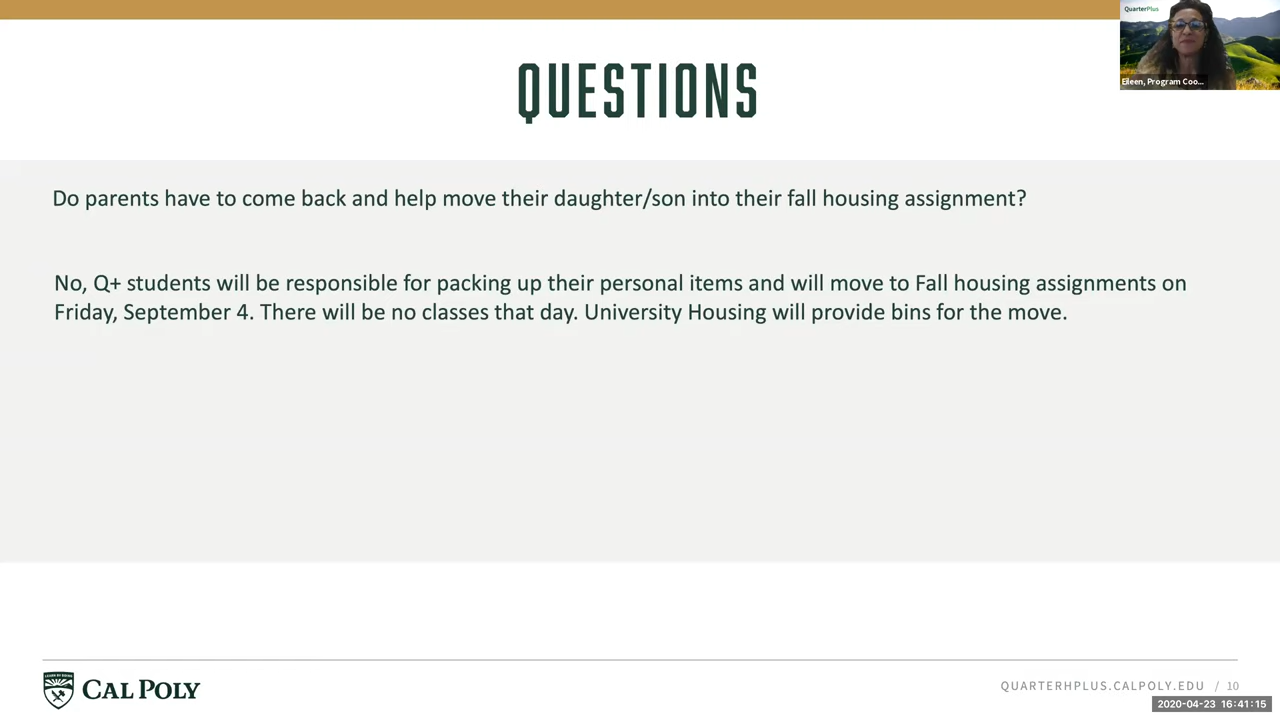 QuarterPlus
Eileen, Program Coo...
QUESTIONS
Do parents have to come back and help move their daughter/son into their fall housing assignment?
No, Q+ students will be responsible for packing up their personal items and will move to Fall housing assignments on
Friday, September 4. There will be no classes that day. University Housing will provide bins for the move.
LEARN BY DOING
CAL POLY
QUARTERHPLUS.CALPOLY.EDU / 10
2020-04-23 16:41:15